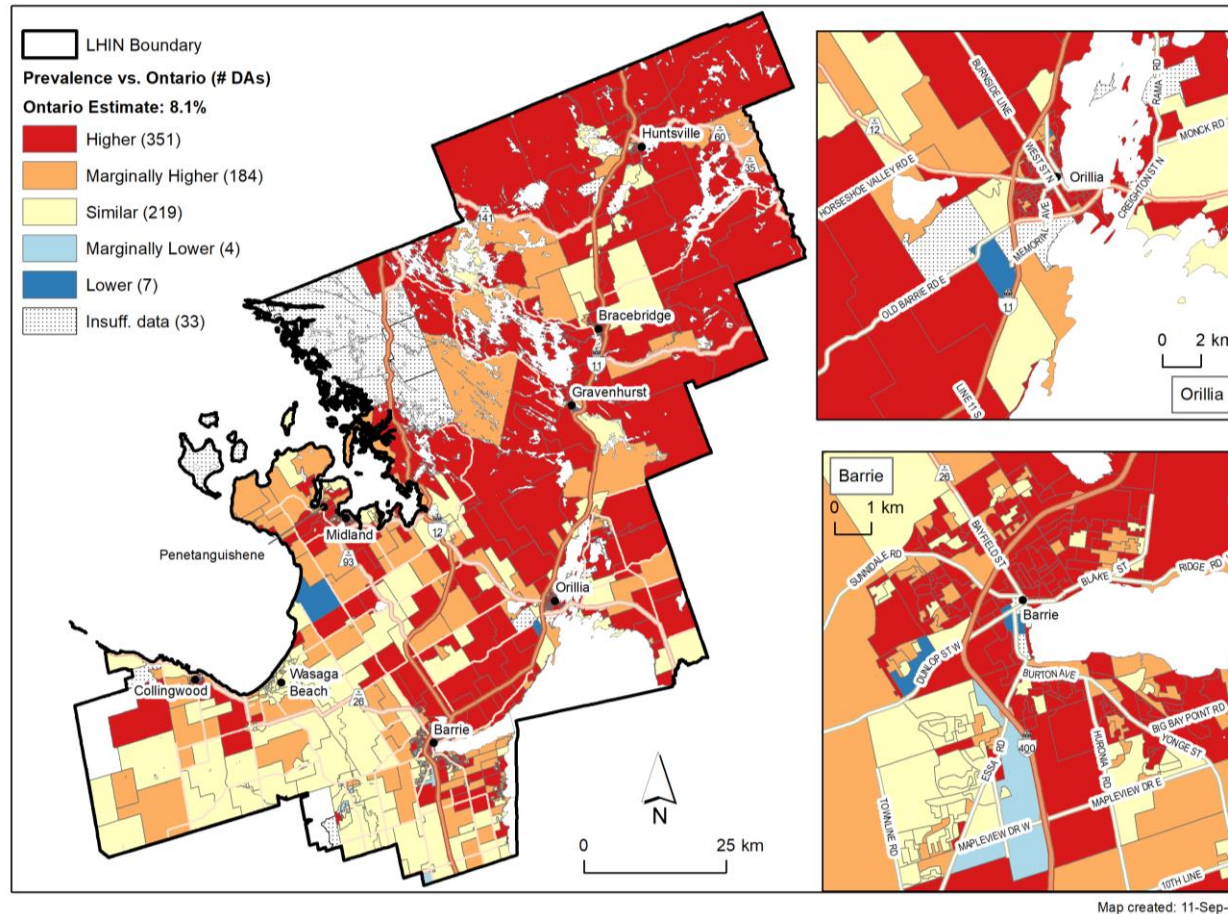 LHIN Boundary
Prevalence vs. Ontario (# DAs)
Ontario Estimate: 8.1%
Higher (351)
Marginally Higher (184)
Similar (219)
Marginally Lower (4)
Lower (7)
Insuff. data (33)
Huntsville
60
35
141
Bracebridge
11
Gravenhurst
Midland
12
Penetanguishene
93
Orillia
Collingwood
Wasaga
Beach
26
Barrie
N
0 25 km
BURNSIDE LINE
RAMA RD
12
MONCK RD
WEST ST N
Orillia
HORSESHOE VALLEY RD E
CREIGHTON ST N
MEMORIAL AVE
OLD BARRIE RD E
11
LINE 11 S
0 2 km
Orillia
Barrie
0 1 km
26
BAYFIELD ST
SUNNIDALE RD
BLAKE ST
RIDGE RD
Barrie
DUNLOP ST W
BURTON AVE
BIG BAY POINT RD
YONGE ST
ESSA RD
400
HURONIA RD
MAPLEVIEW DR E
TOWNLINE RD
MAPLEVIEW DR W
10TH LINE
Map created: 11-Sep-